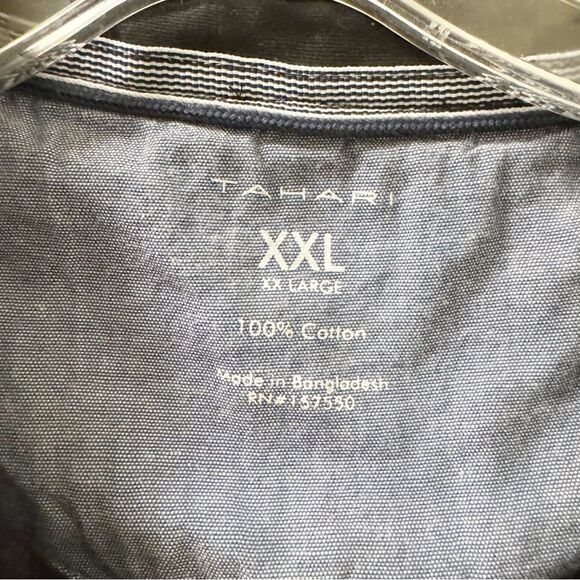 TAHARI
XXL
XX LARGE
100% Cotton
Made in Bangladesh
RN#157550